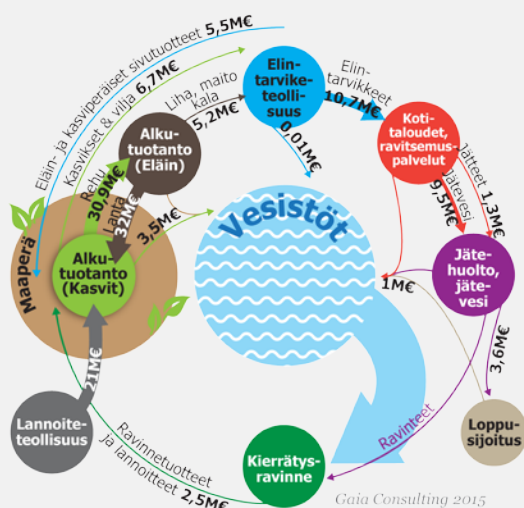 Eläin- ja kasviperäiset sivutuotteet 5,5M€
Kasvikset & vilja 6,7M€
Liha, maito
kala
5,2M€
Elin-
tarvike-
teolli-
suus
Elin-
tarvikkeet
10,7M€
0,01M€
Koti-
taloudet,
ravitsemus-
palvelut
Jätteet 1,3M€
Jätevesi
9,5M€
Alku-
tuotanto
(Eläin)
Rehu
30,9M€
Lanta
32M€
3,5M€
Vesistöt
Maaperä
Alku-
tuotanto
(Kasvit)
Jäte-
huolto,
jäte-
vesi
1M€
3,6M€
21M€
Lannoite-
teollisuus
Ravinnetuotteet
ja lannoitteet 2,5M€
Kierrätys-
ravinne
Ravinteet
Loppu-
sijoitus
Gaia Consulting 2015